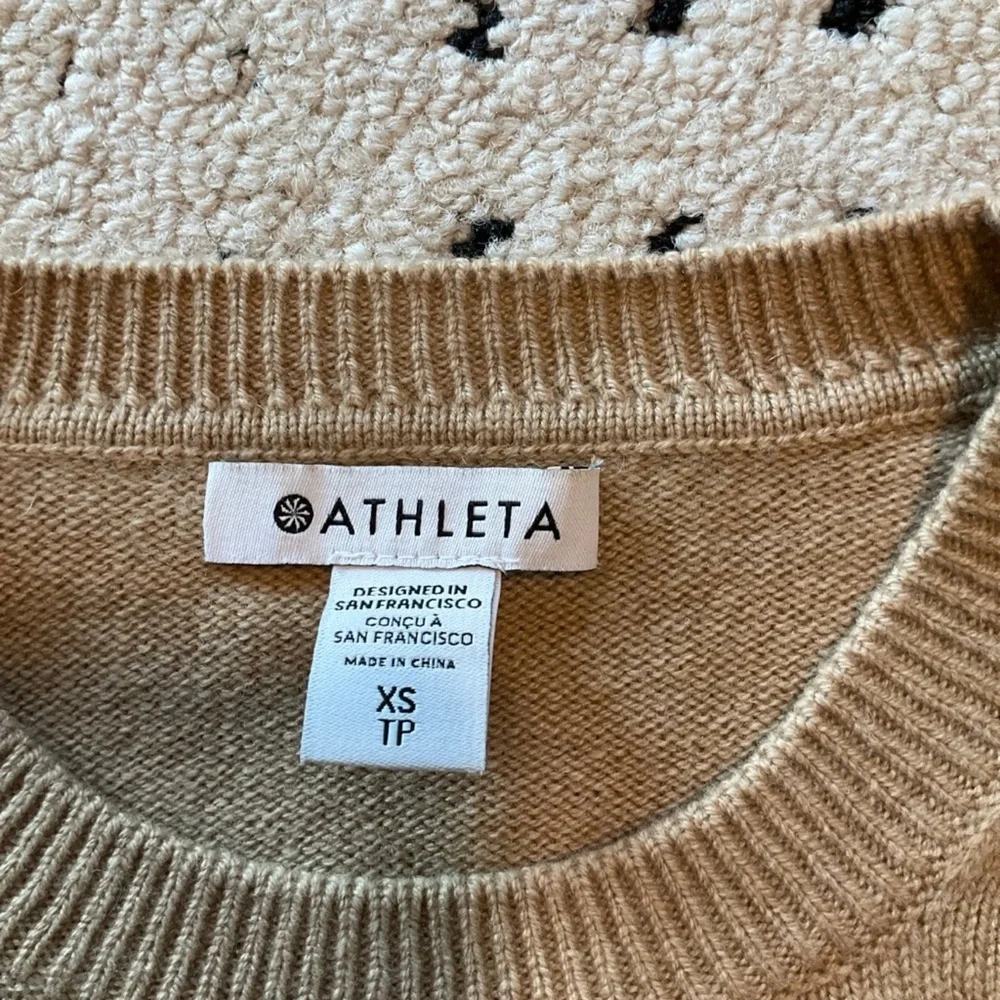 ATHLETA
DESIGNED IN
SAN FRANCISCO
CONÇU À
SAN FRANCISCO
MADE IN CHINA
XS
TP